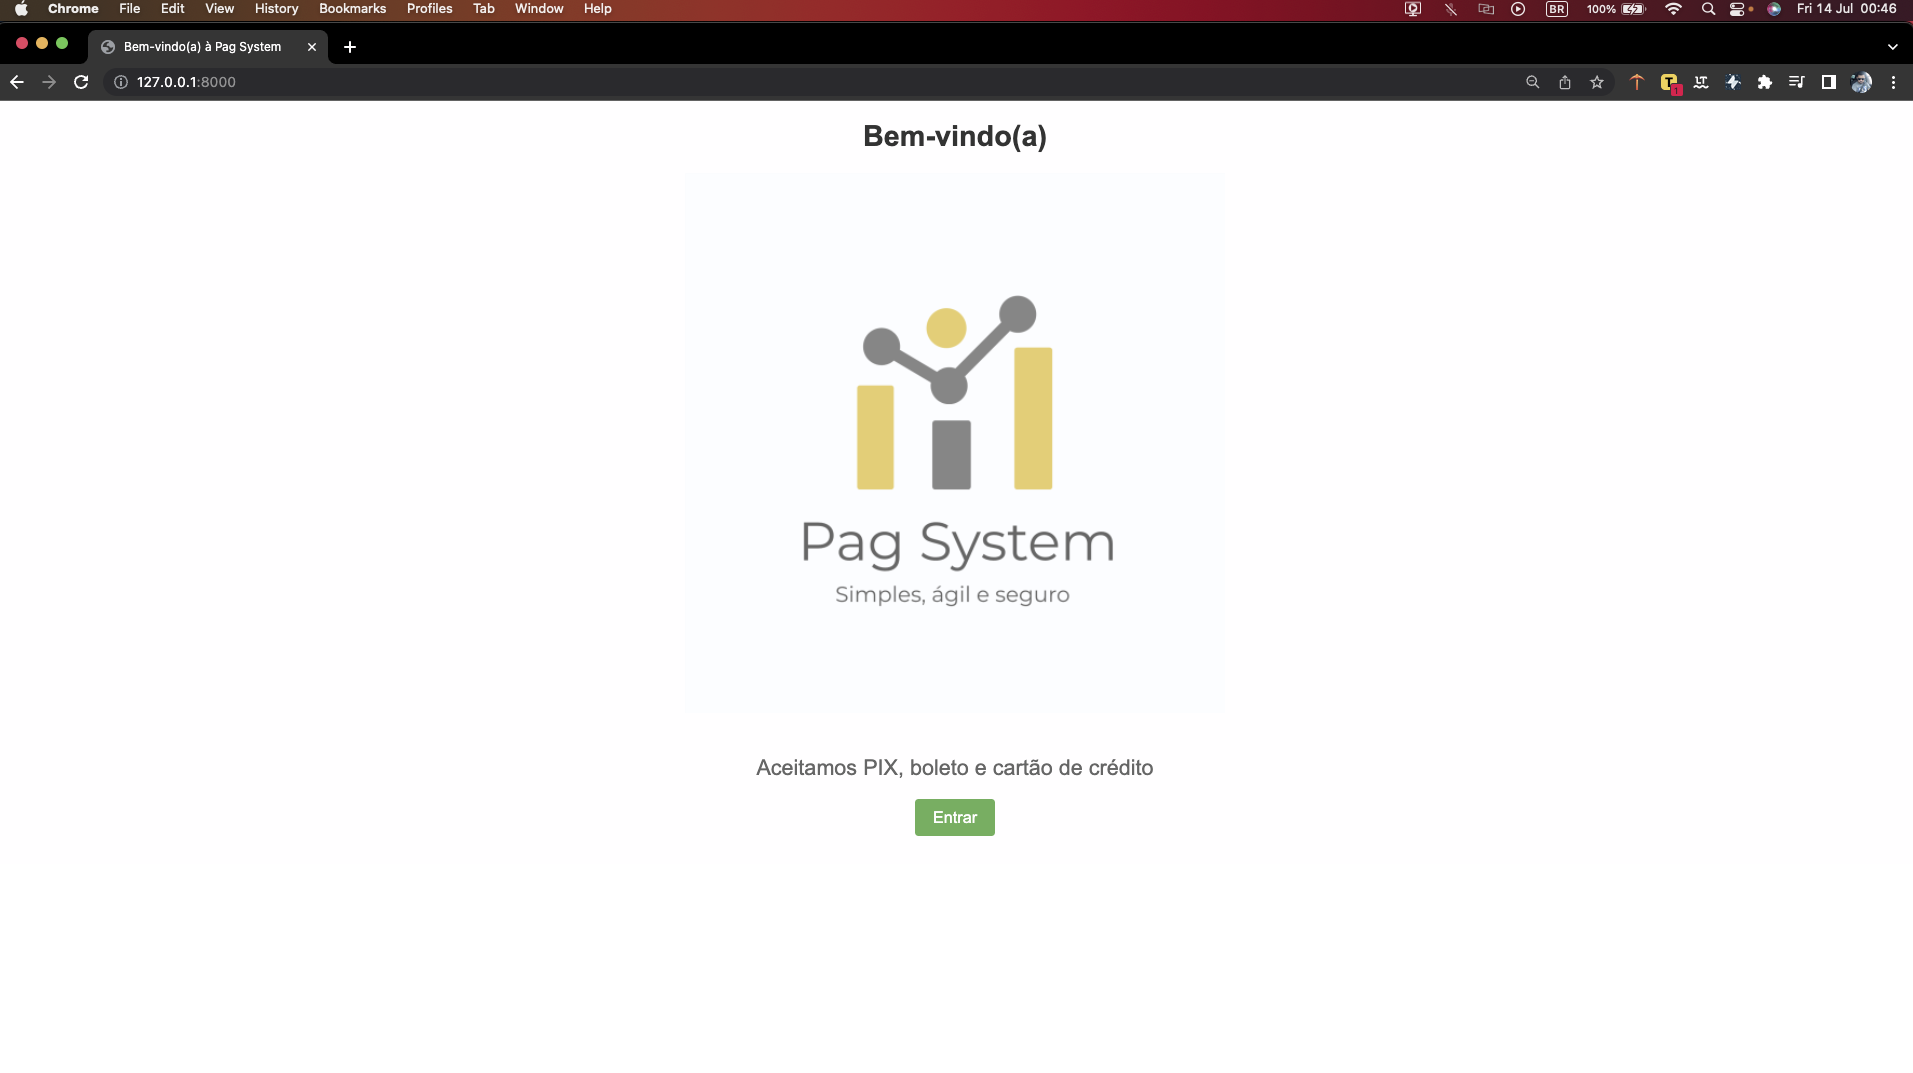 Chrome File Edit View History Bookmarks Profiles Tab Window Help BR 100% Fri 14 Jul 00:46
Bem-vindo(a) à Pag System
127.0.0.1:8000
T 1 LT
Bem-vindo(a)
Pag System
Simples, ágil e seguro
Aceitamos PIX, boleto e cartão de crédito
Entrar